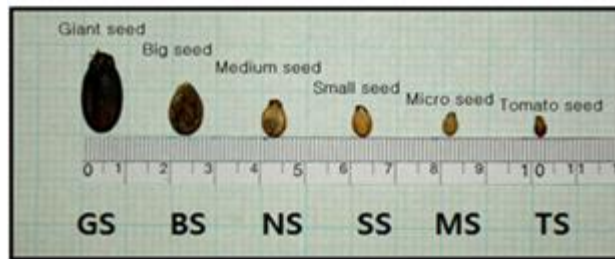 Giant seed
Big seed
Medium seed
Small seed
Micro seed
Tomato seed
0 1 2 3 4 5 6 7 8 9 10 11
GS BS NS SS MS TS